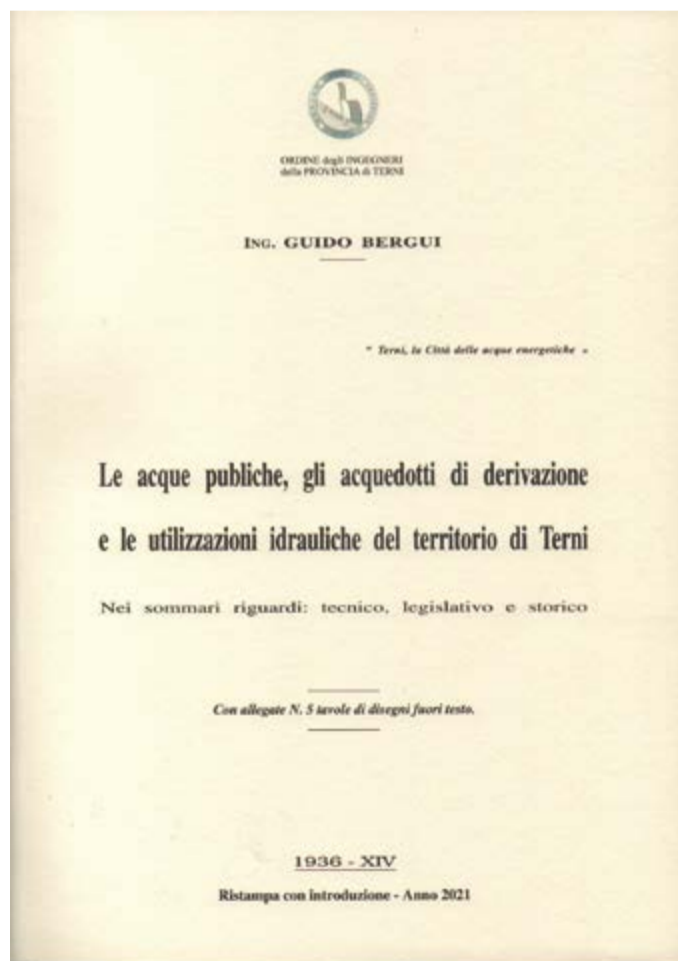 ORDINE degli INGEGNERI
della PROVINCIA di TERNI
ING. GUIDO BERGUI
" Terni, la Città delle acque energetiche "
Le acque publiche, gli acquedotti di derivazione
e le utilizzazioni idrauliche del territorio di Terni
Nei sommari riguardi: tecnico, legislativo e storico
Con allegate N. 5 tavole di disegni fuori testo.
1936 - XIV
Ristampa con introduzione - Anno 2021